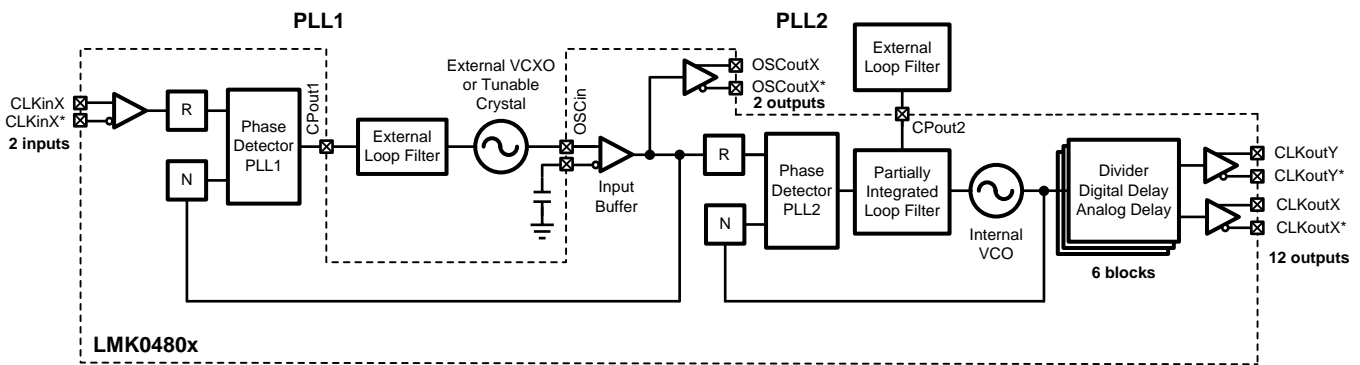 PLL1
PLL2
External VCXO
or Tunable
Crystal
External
Loop Filter
OSCoutX
OSCoutX*
2 outputs
CLKinX
CLKinX*
2 inputs
R
N
Phase
Detector
PLL1
CPout1
External
Loop Filter
OSCin
Input
Buffer
R
N
Phase
Detector
PLL2
CPout2
Partially
Integrated
Loop Filter
Internal
VCO
Divider
Digital Delay
Analog Delay
6 blocks
CLKoutY
CLKoutY*
CLKoutX
CLKoutX*
12 outputs
LMK0480x